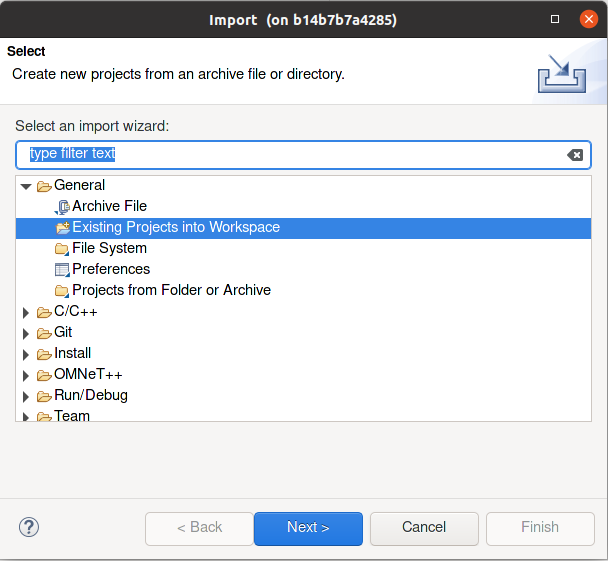 Import (on b14b7b7a4285)
Select
Create new projects from an archive file or directory.
Select an import wizard:
type filter text
General
Archive File
Existing Projects into Workspace
File System
Preferences
Projects from Folder or Archive
C/C++
Git
Install
OMNeT++
Run/Debug
Team
?
< Back
Next >
Cancel
Finish